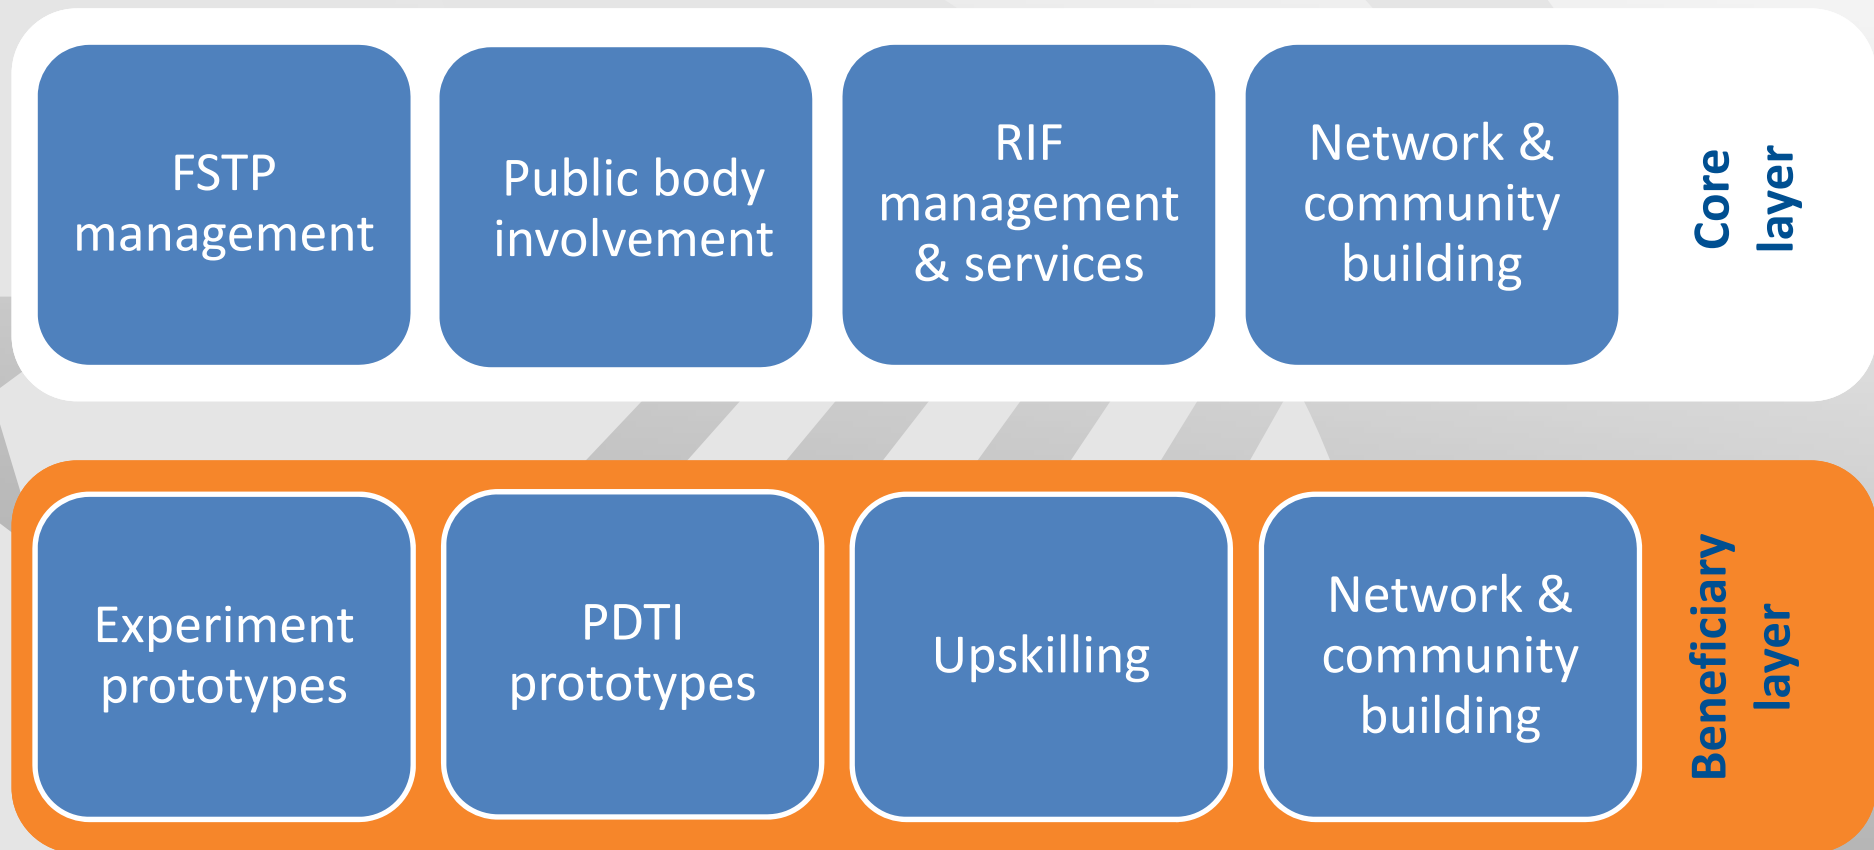 FSTP
management
Public body
involvement
RIF
management
& services
Network &
community
building
Core
layer
Experiment
prototypes
PDTI
prototypes
Upskilling
Network &
community
building
Beneficiary
layer